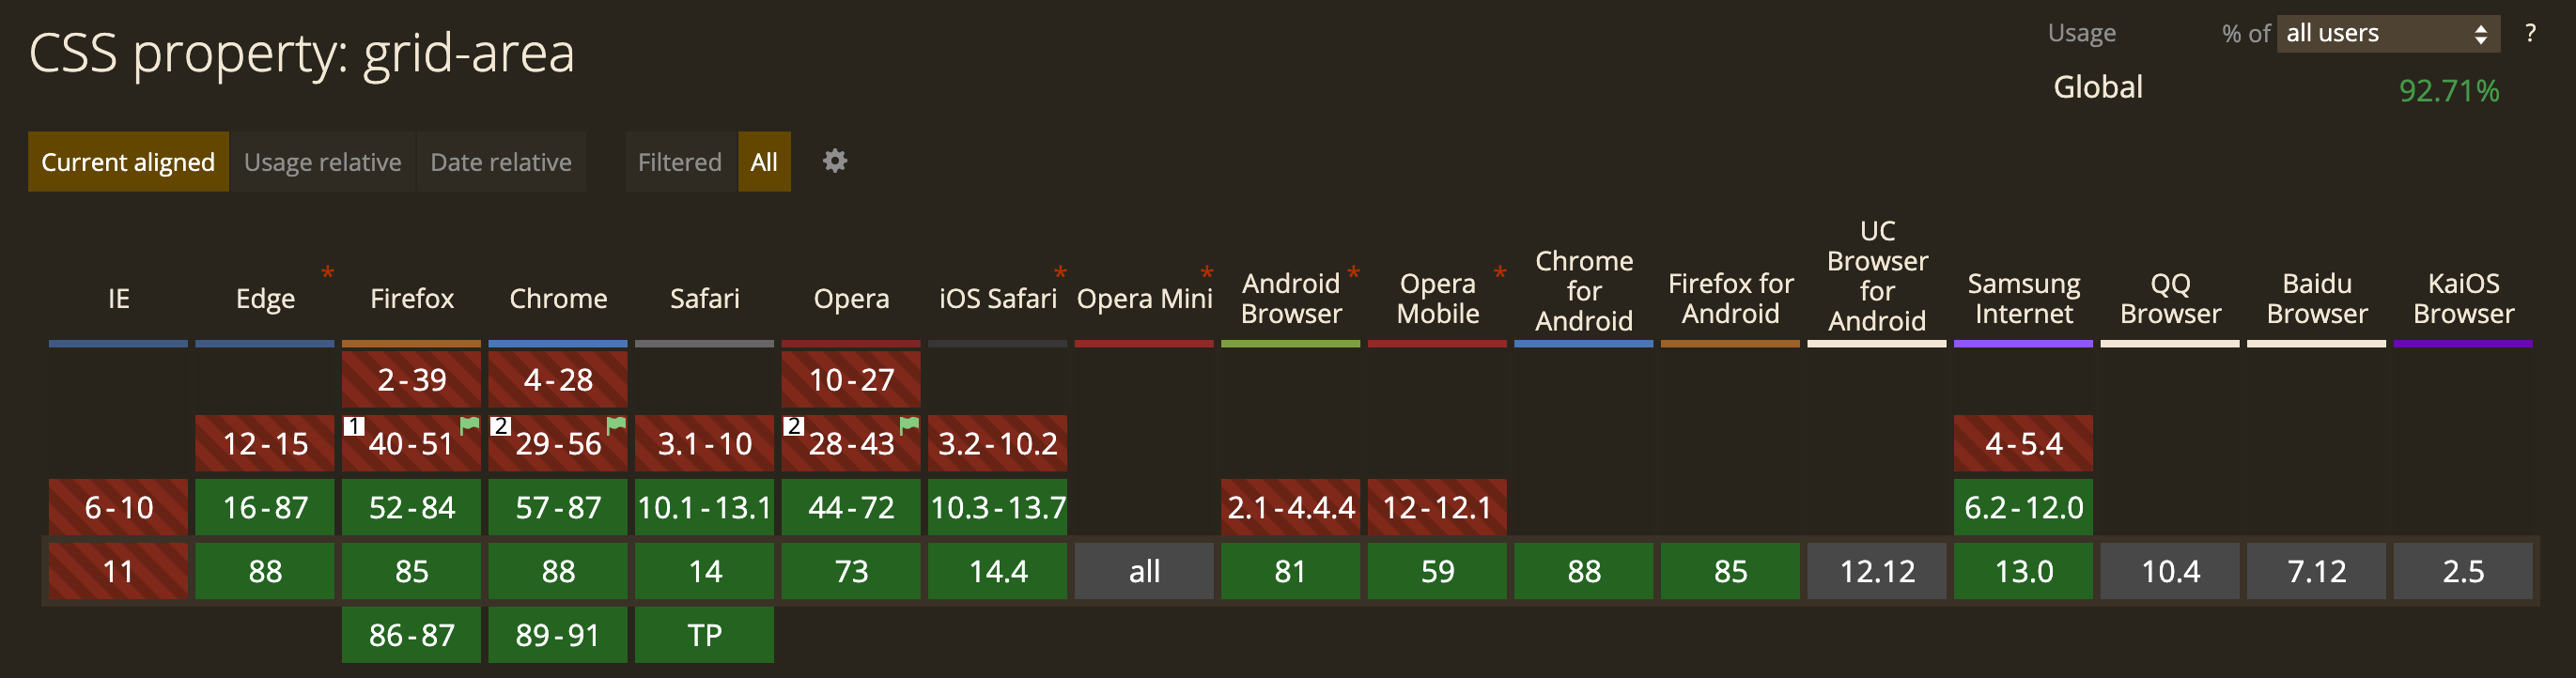 CSS property: grid-area
Usage % of all users ?
Global 92.71%
Current aligned Usage relative Date relative Filtered All
IE Edge * Firefox Chrome Safari Opera iOS Safari * Opera Mini * Android Browser * Opera Mobile * Chrome for Android Firefox for Android UC Browser for Android Samsung Internet QQ Browser Baidu Browser KaiOS Browser
2-39 4-28 10-27
12-15 1 40-51 2 29-56 3.1-10 2 28-43 3.2-10.2 4-5.4
6-10 16-87 52-84 57-87 10.1-13.1 44-72 10.3-13.7 2.1-4.4.4 12-12.1 6.2-12.0
11 88 85 88 14 73 14.4 all 81 59 88 85 12.12 13.0 10.4 7.12 2.5
86-87 89-91 TP